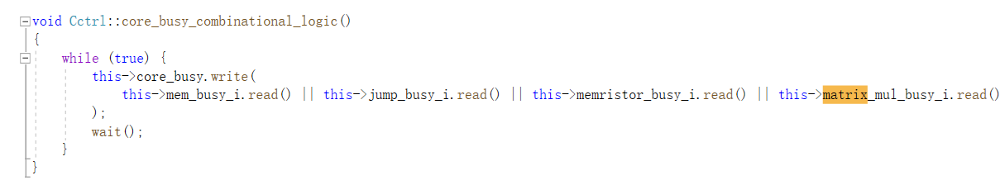 void Cctrl::core_busy_combinational_logic()
{
    while (true) {
        this->core_busy.write(
            this->mem_busy_i.read() || this->jump_busy_i.read() || this->memristor_busy_i.read() || this->matrix_mul_busy_i.read()
        );
        wait();
    }
}